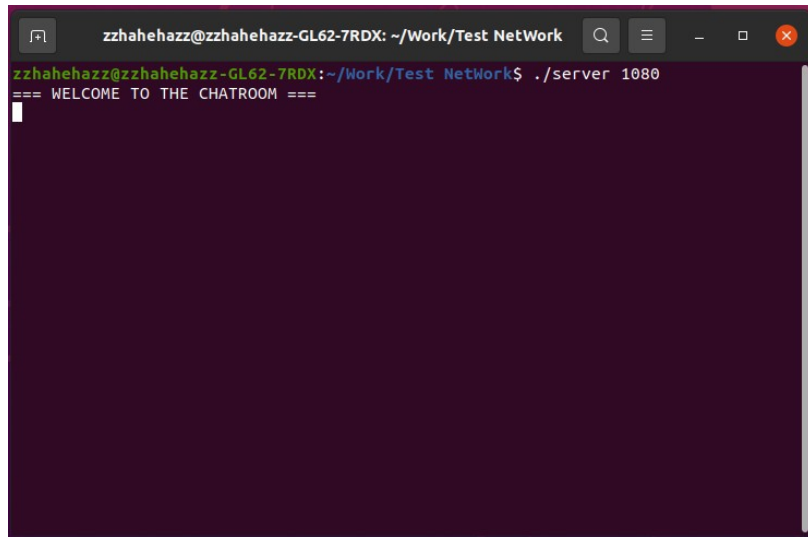 zzhahehazz@zzhahehazz-GL62-7RDX: ~/Work/Test NetWork
zzhahehazz@zzhahehazz-GL62-7RDX:~/Work/Test NetWork$ ./server 1080
=== WELCOME TO THE CHATROOM ===